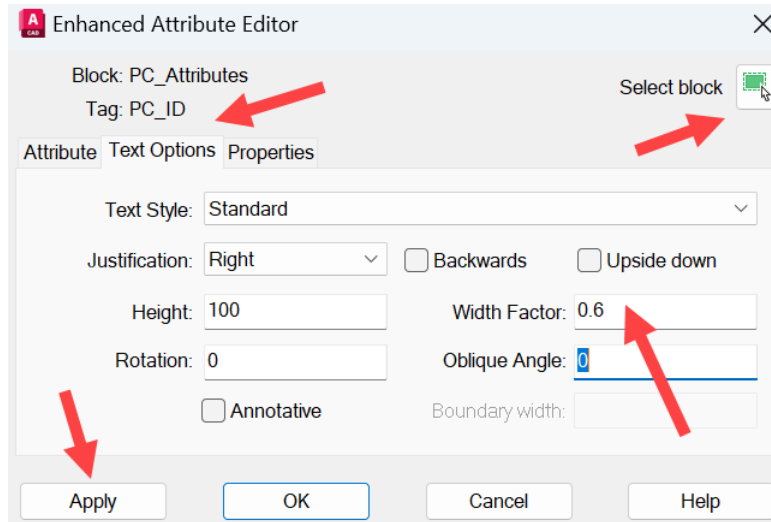 A CAD Enhanced Attribute Editor
Block: PC_Attributes
Select block
Tag: PC_ID
Attribute Text Options Properties
Text Style: Standard
Justification: Right Backwards Upside down
Height: 100 Width Factor: 0.6
Rotation: 0 Oblique Angle: 0
Annotative Boundary width:
Apply OK Cancel Help